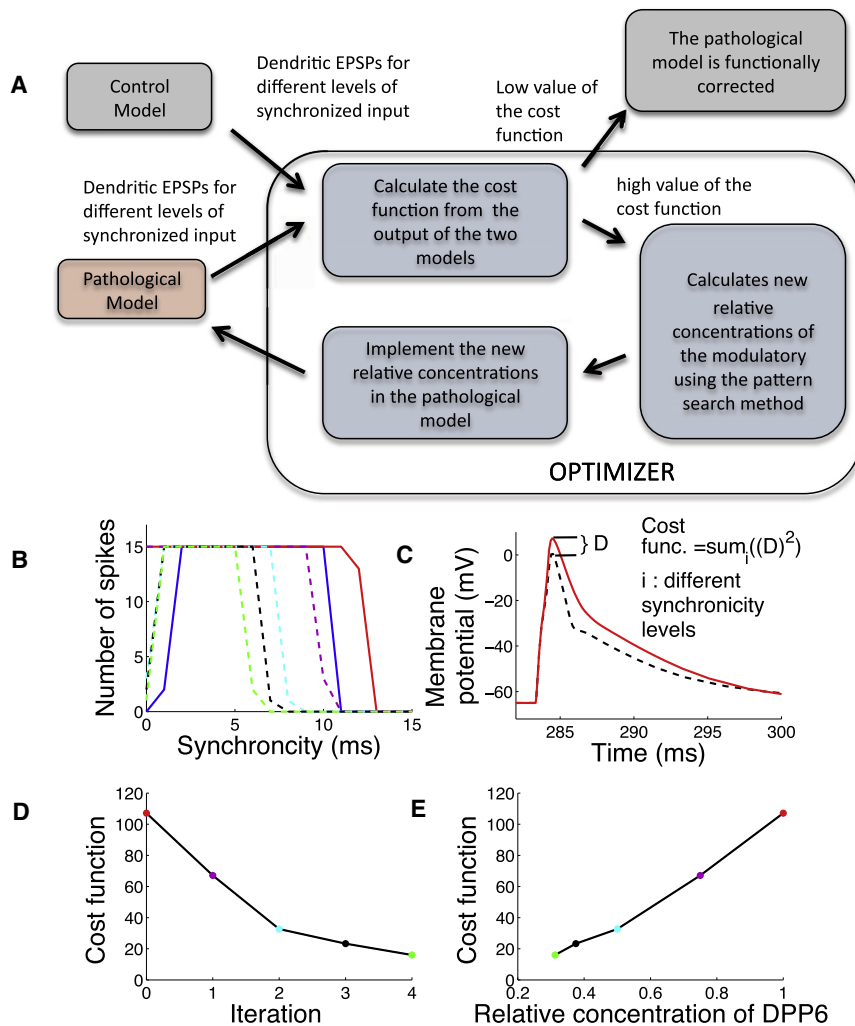 A
Control
Model
Dendritic EPSPs for
different levels of
synchronized input
Low value of
the cost
function
The pathological
model is functionally
corrected
Dendritic EPSPs for
different levels of
synchronized input
Calculate the cost
function from the
output of the two
models
high value of the
cost function
Pathological
Model
Calculates new
relative
concentrations of
the modulatory
using the pattern
search method
Implement the new
relative concentrations
in the pathological
model
OPTIMIZER
B
Number of spikes
15
10
5
0
0
5
10
15
Synchroncity (ms)
C
Membrane
potential (mV)
0
−20
−40
−60
285
290
295
300
Time (ms)
} D
Cost
func. =sumi((D)2)
i : different
synchronicity
levels
D
Cost function
120
100
80
60
40
20
0
0
1
2
3
4
Iteration
E
Cost function
120
100
80
60
40
20
0
0.2
0.4
0.6
0.8
1
Relative concentration of DPP6